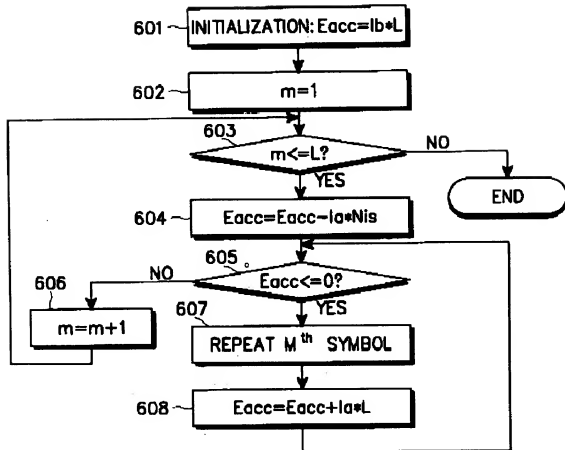 601
INITIALIZATION: Eacc=Ib*L
602
m=1
603
m<=L?
NO
YES
END
604
Eacc=Eacc-Ia*Nis
605
Eacc<=0?
NO
YES
606
m=m+1
607
REPEAT Mth SYMBOL
608
Eacc=Eacc+Ia*L